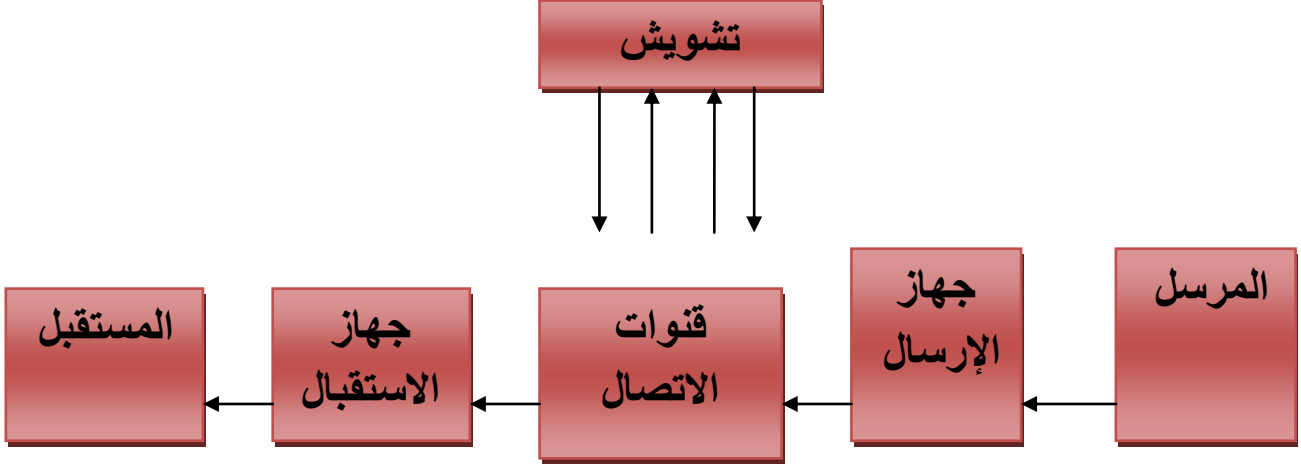 تشويش
المرسل
جهاز
الإرسال
قنوات
الاتصال
جهاز
الاستقبال
المستقبل